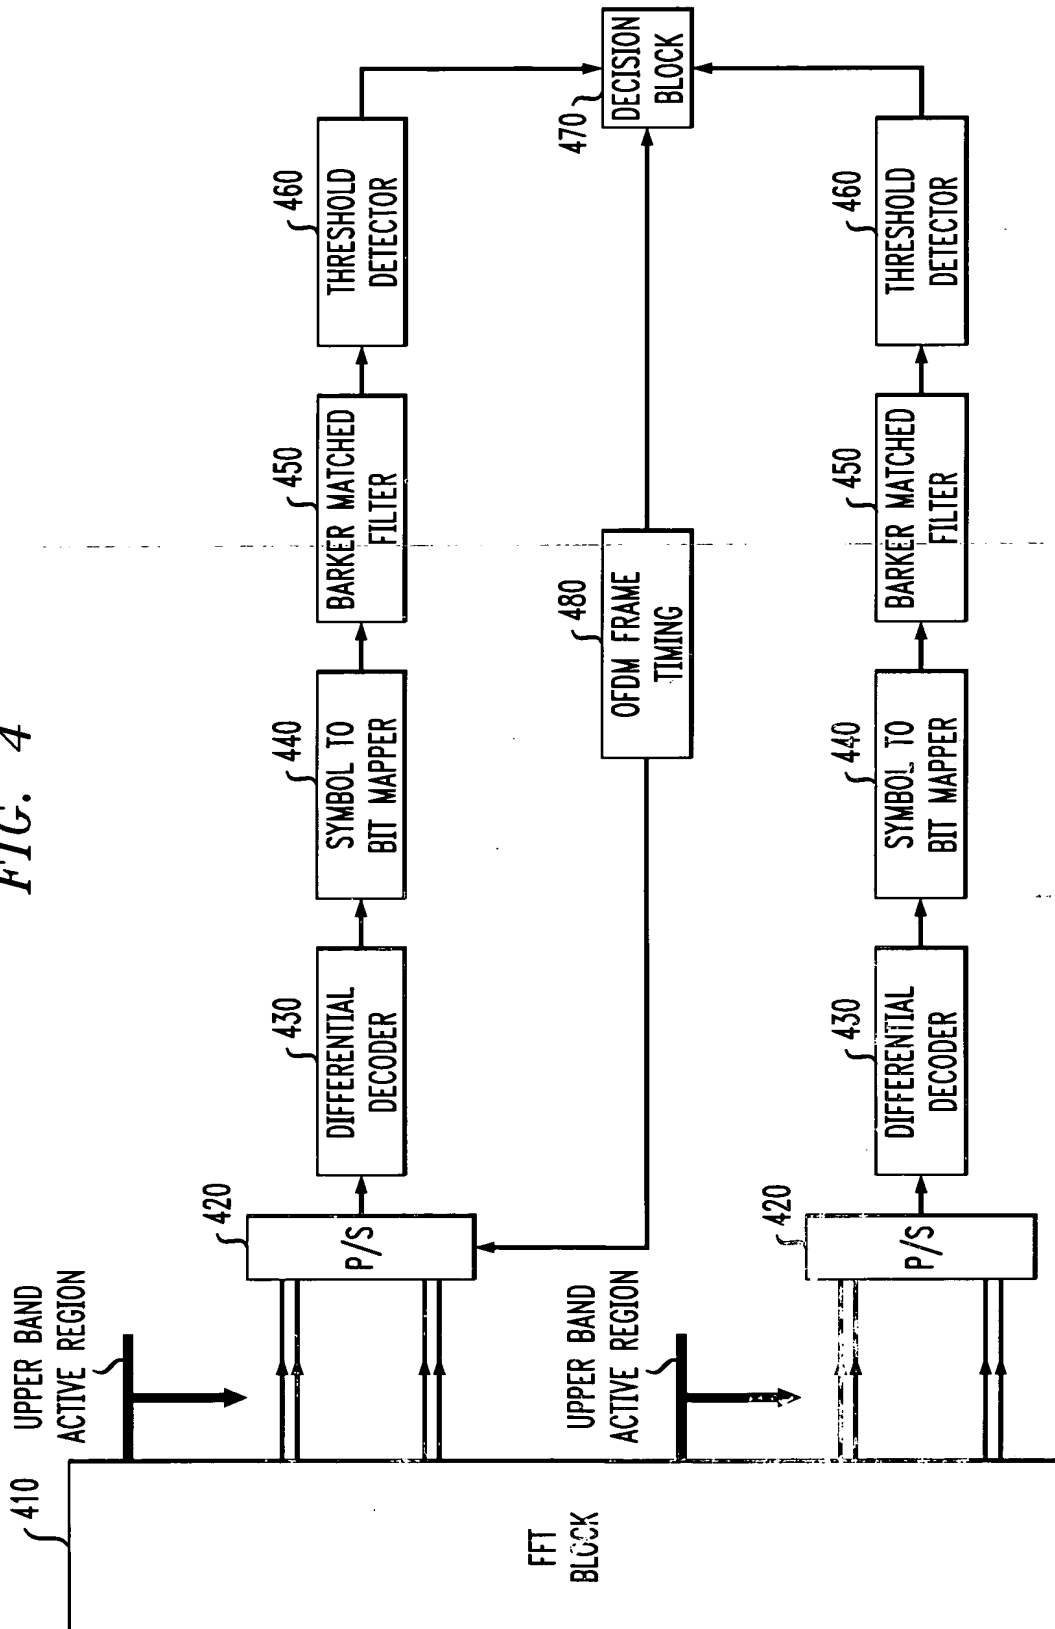 FIG. 4
410
FFT
BLOCK
UPPER BAND
ACTIVE REGION
420
P/S
430
DIFFERENTIAL
DECODER
440
SYMBOL TO
BIT MAPPER
450
BARKER MATCHED
FILTER
460
THRESHOLD
DETECTOR
480
OFDM FRAME
TIMING
470
DECISION
BLOCK
UPPER BAND
ACTIVE REGION
420
P/S
430
DIFFERENTIAL
DECODER
440
SYMBOL TO
BIT MAPPER
450
BARKER MATCHED
FILTER
460
THRESHOLD
DETECTOR